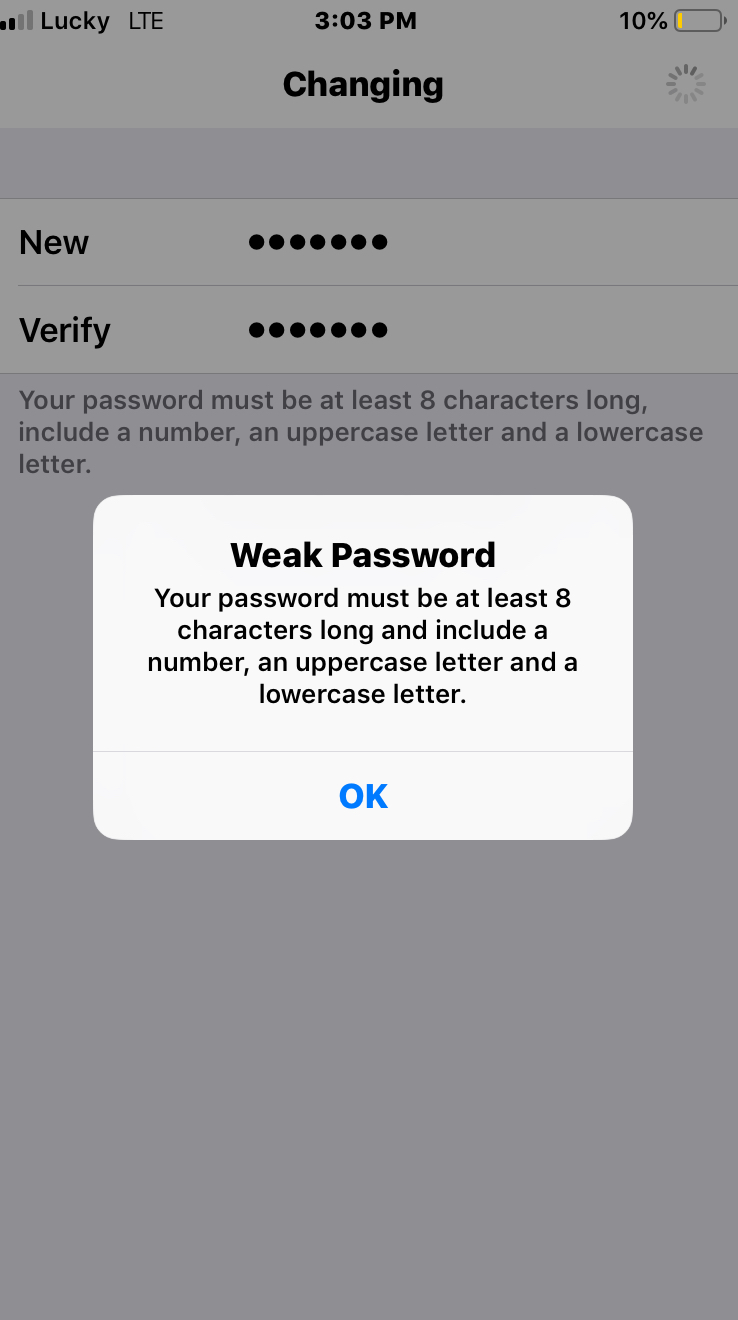 Lucky LTE 3:03 PM 10%
Changing
New •••••••
Verify •••••••
Your password must be at least 8 characters long,
include a number, an uppercase letter and a lowercase
letter.
Weak Password
Your password must be at least 8
characters long and include a
number, an uppercase letter and a
lowercase letter.
OK